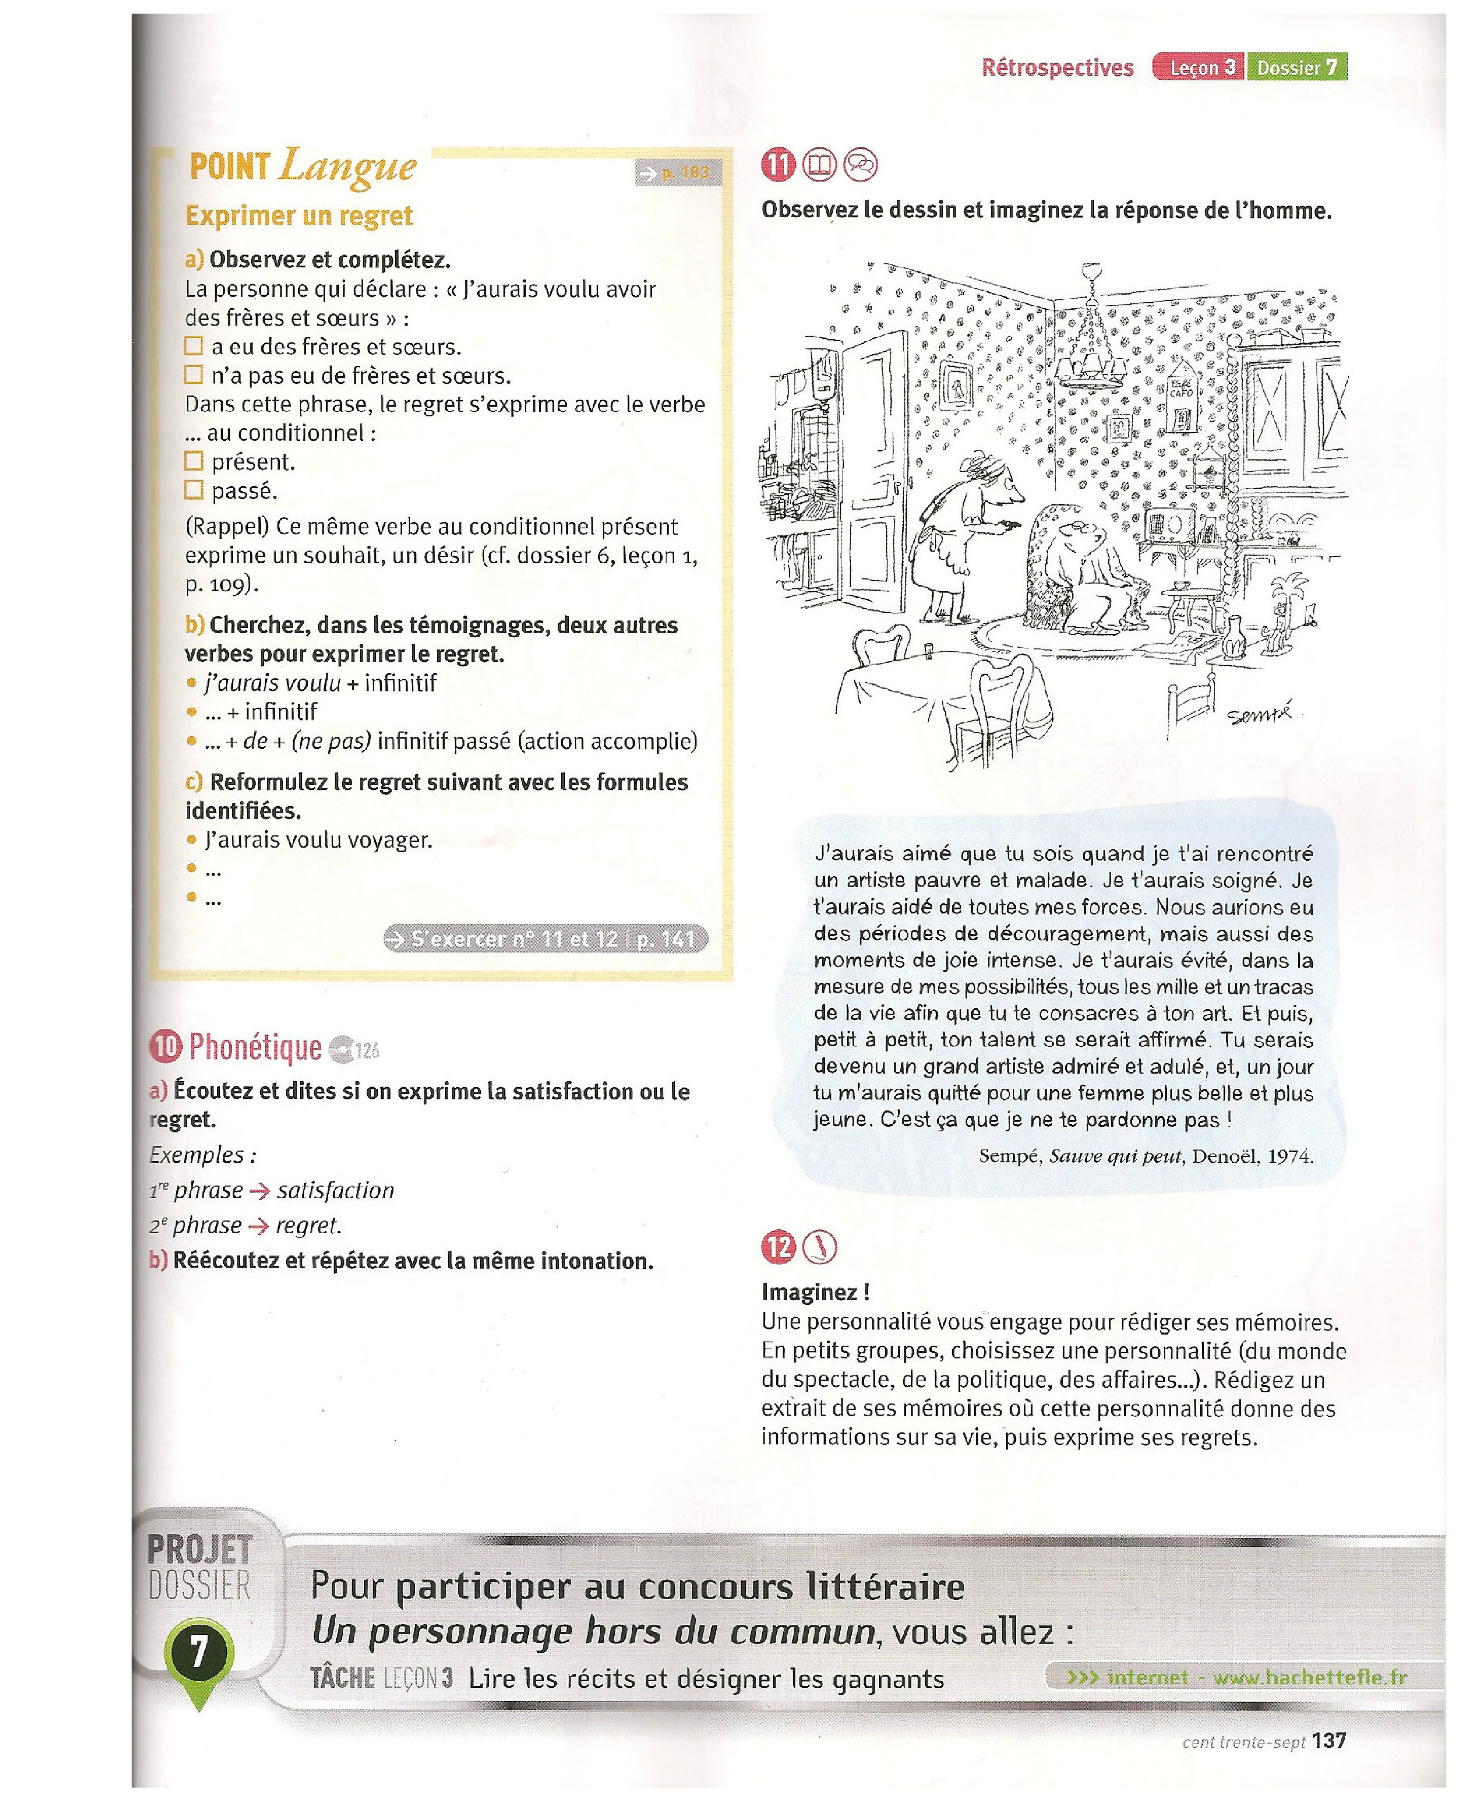 Rétrospectives Leçon 3 Dossier 7
POINT Langue
→ p. 183
Exprimer un regret
a) Observez et complétez.
La personne qui déclare : « J'aurais voulu avoir
des frères et sœurs » :
☐ a eu des frères et sœurs.
☐ n'a pas eu de frères et sœurs.
Dans cette phrase, le regret s'exprime avec le verbe
... au conditionnel :
☐ présent.
☐ passé.
(Rappel) Ce même verbe au conditionnel présent
exprime un souhait, un désir (cf. dossier 6, leçon 1,
p. 109).
b) Cherchez, dans les témoignages, deux autres
verbes pour exprimer le regret.
• j'aurais voulu + infinitif
• ... + infinitif
• ... + de + (ne pas) infinitif passé (action accomplie)
c) Reformulez le regret suivant avec les formules
identifiées.
• J'aurais voulu voyager.
• ...
• ...
→ S'exercer n° 11 et 12 | p. 141
10 Phonétique 126
a) Écoutez et dites si on exprime la satisfaction ou le
regret.
Exemples :
1re phrase → satisfaction
2e phrase → regret.
b) Réécoutez et répétez avec la même intonation.
11
Observez le dessin et imaginez la réponse de l'homme.
CAFÉ
Sempé.
J'aurais aimé que tu sois quand je t'ai rencontré
un artiste pauvre et malade. Je t'aurais soigné. Je
t'aurais aidé de toutes mes forces. Nous aurions eu
des périodes de découragement, mais aussi des
moments de joie intense. Je t'aurais évité, dans la
mesure de mes possibilités, tous les mille et un tracas
de la vie afin que tu te consacres à ton art. Et puis,
petit à petit, ton talent se serait affirmé. Tu serais
devenu un grand artiste admiré et adulé, et, un jour
tu m'aurais quitté pour une femme plus belle et plus
jeune. C'est ça que je ne te pardonne pas !
Sempé, Sauve qui peut, Denoël, 1974.
12
Imaginez !
Une personnalité vous engage pour rédiger ses mémoires.
En petits groupes, choisissez une personnalité (du monde
du spectacle, de la politique, des affaires...). Rédigez un
extrait de ses mémoires où cette personnalité donne des
informations sur sa vie, puis exprime ses regrets.
PROJET
DOSSIER
7
Pour participer au concours littéraire
Un personnage hors du commun, vous allez :
TÂCHE LEÇON 3 Lire les récits et désigner les gagnants
>>> internet - www.hachettefle.fr
cent trente-sept 137